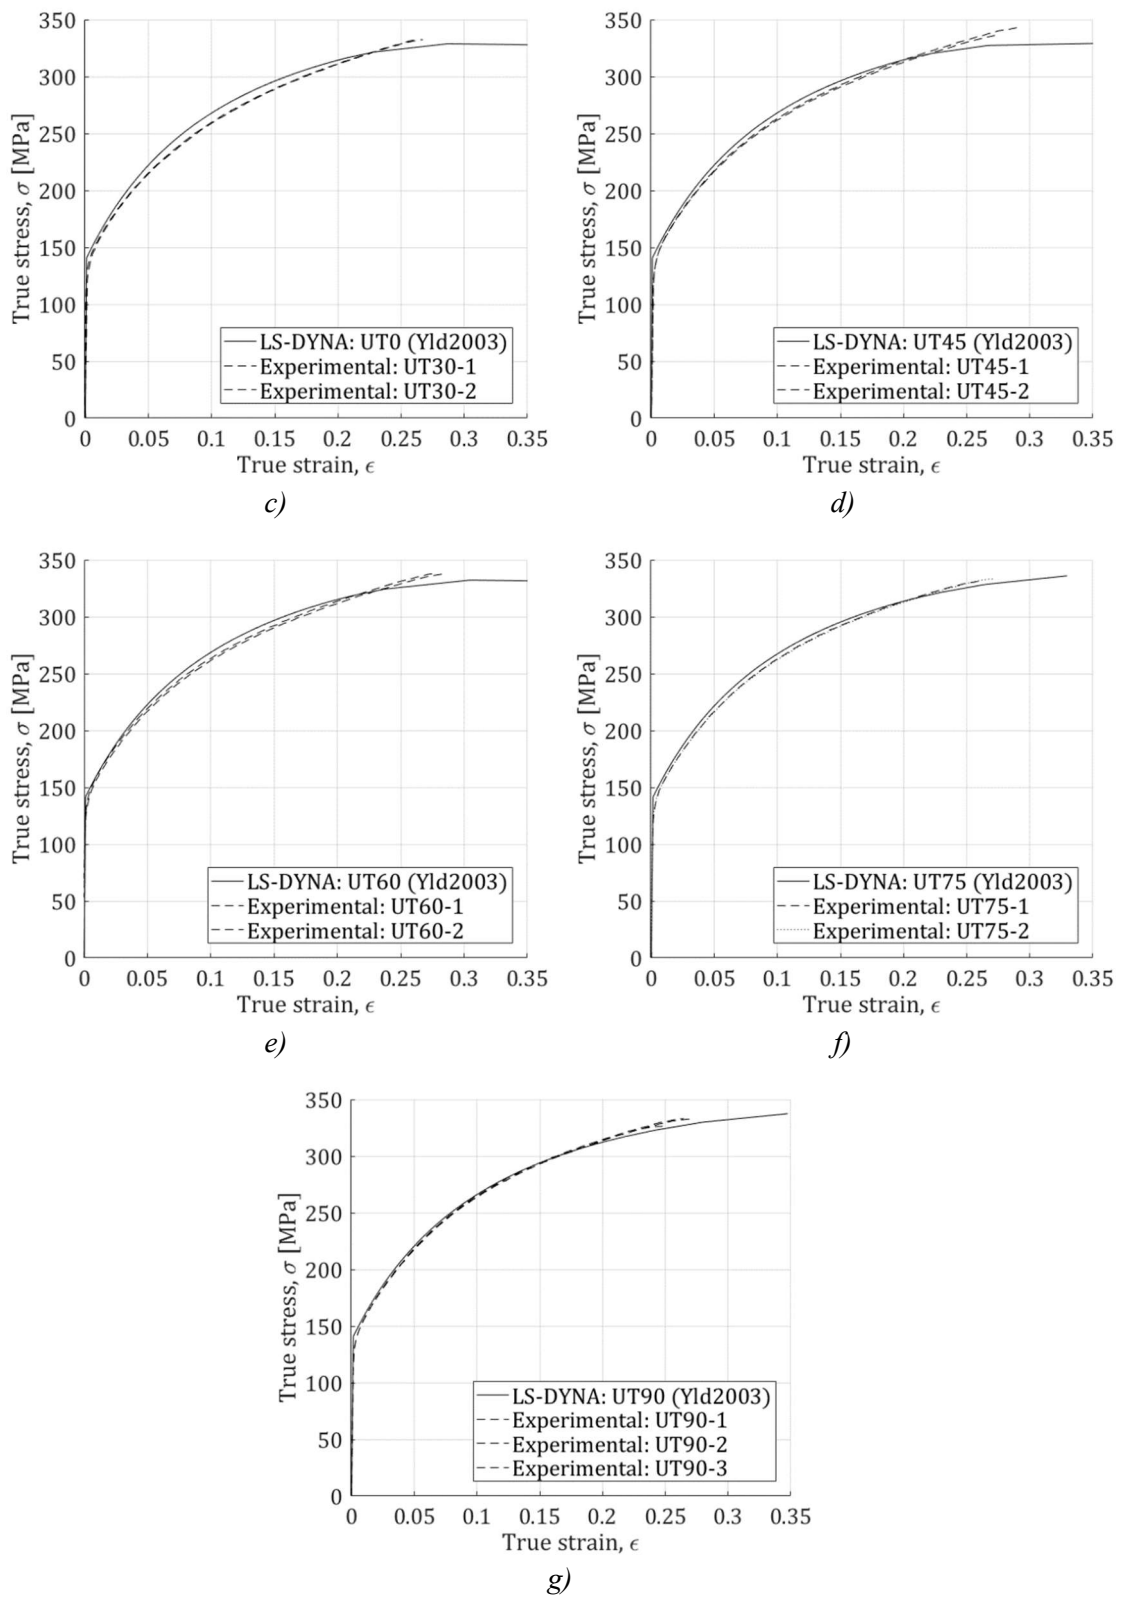 350
300
250
200
150
100
50
0
True stress, σ [MPa]
LS-DYNA: UT0 (Yld2003)
Experimental: UT30-1
Experimental: UT30-2
0 0.05 0.1 0.15 0.2 0.25 0.3 0.35
True strain, ϵ
c)
350
300
250
200
150
100
50
0
True stress, σ [MPa]
LS-DYNA: UT45 (Yld2003)
Experimental: UT45-1
Experimental: UT45-2
0 0.05 0.1 0.15 0.2 0.25 0.3 0.35
True strain, ϵ
d)
350
300
250
200
150
100
50
0
True stress, σ [MPa]
LS-DYNA: UT60 (Yld2003)
Experimental: UT60-1
Experimental: UT60-2
0 0.05 0.1 0.15 0.2 0.25 0.3 0.35
True strain, ϵ
e)
350
300
250
200
150
100
50
0
True stress, σ [MPa]
LS-DYNA: UT75 (Yld2003)
Experimental: UT75-1
Experimental: UT75-2
0 0.05 0.1 0.15 0.2 0.25 0.3 0.35
True strain, ϵ
f)
350
300
250
200
150
100
50
0
True stress, σ [MPa]
LS-DYNA: UT90 (Yld2003)
Experimental: UT90-1
Experimental: UT90-2
Experimental: UT90-3
0 0.05 0.1 0.15 0.2 0.25 0.3 0.35
True strain, ϵ
g)